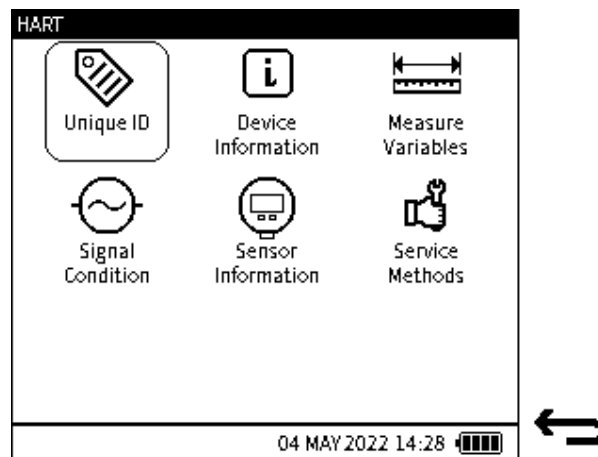 HART
Unique ID
Device
Information
Measure
Variables
Signal
Condition
Sensor
Information
Service
Methods
04 MAY 2022 14:28